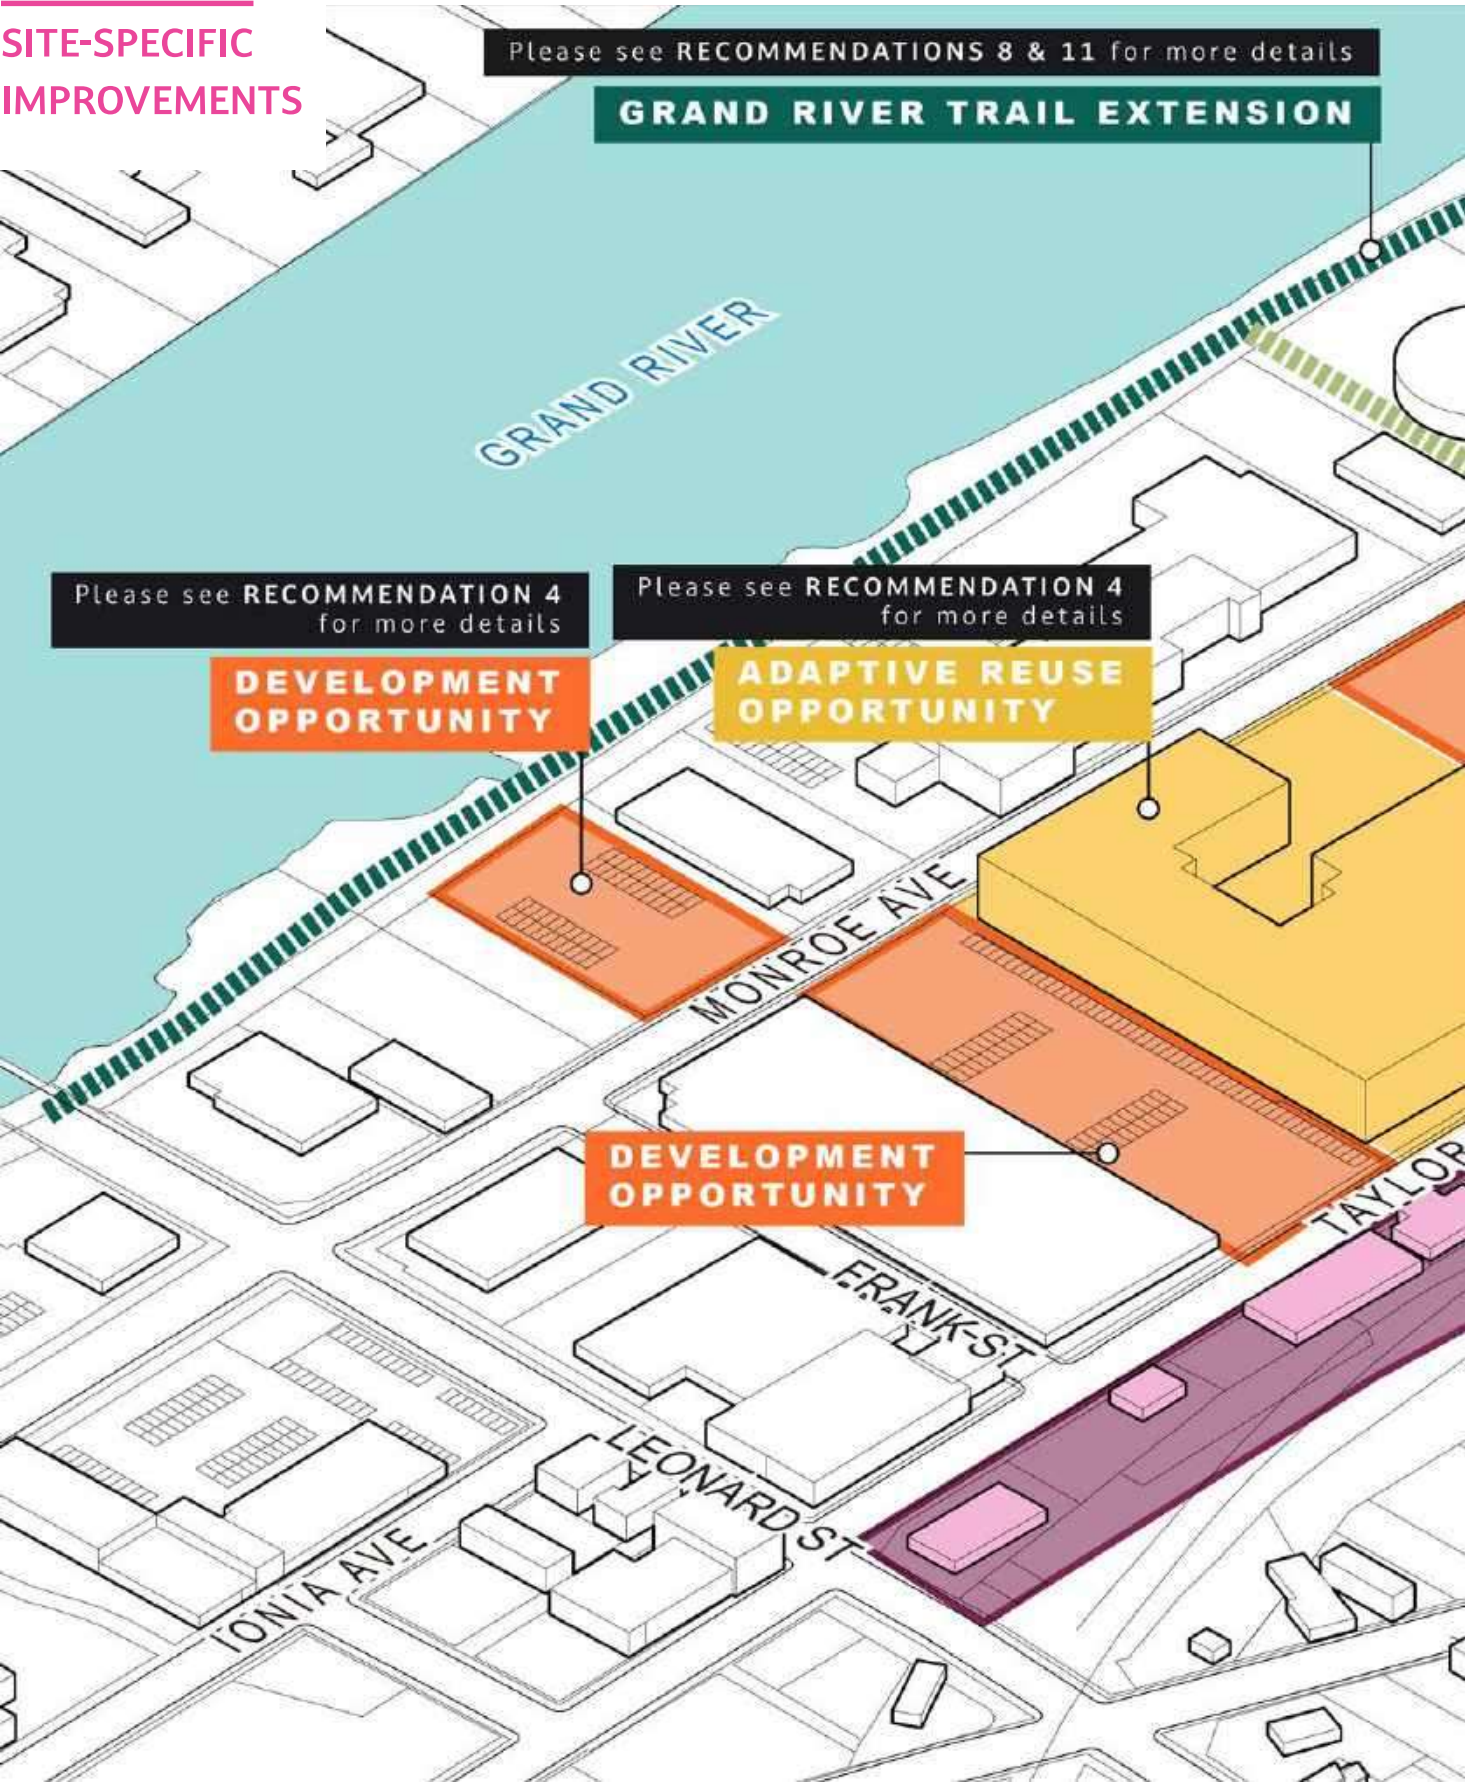 SITE-SPECIFIC
IMPROVEMENTS
Please see RECOMMENDATIONS 8 & 11 for more details
GRAND RIVER TRAIL EXTENSION
GRAND RIVER
Please see RECOMMENDATION 4
for more details
DEVELOPMENT
OPPORTUNITY
Please see RECOMMENDATION 4
for more details
ADAPTIVE REUSE
OPPORTUNITY
MONROE AVE
DEVELOPMENT
OPPORTUNITY
TAYLOR
FRANK ST
LEONARD ST
IONIA AVE